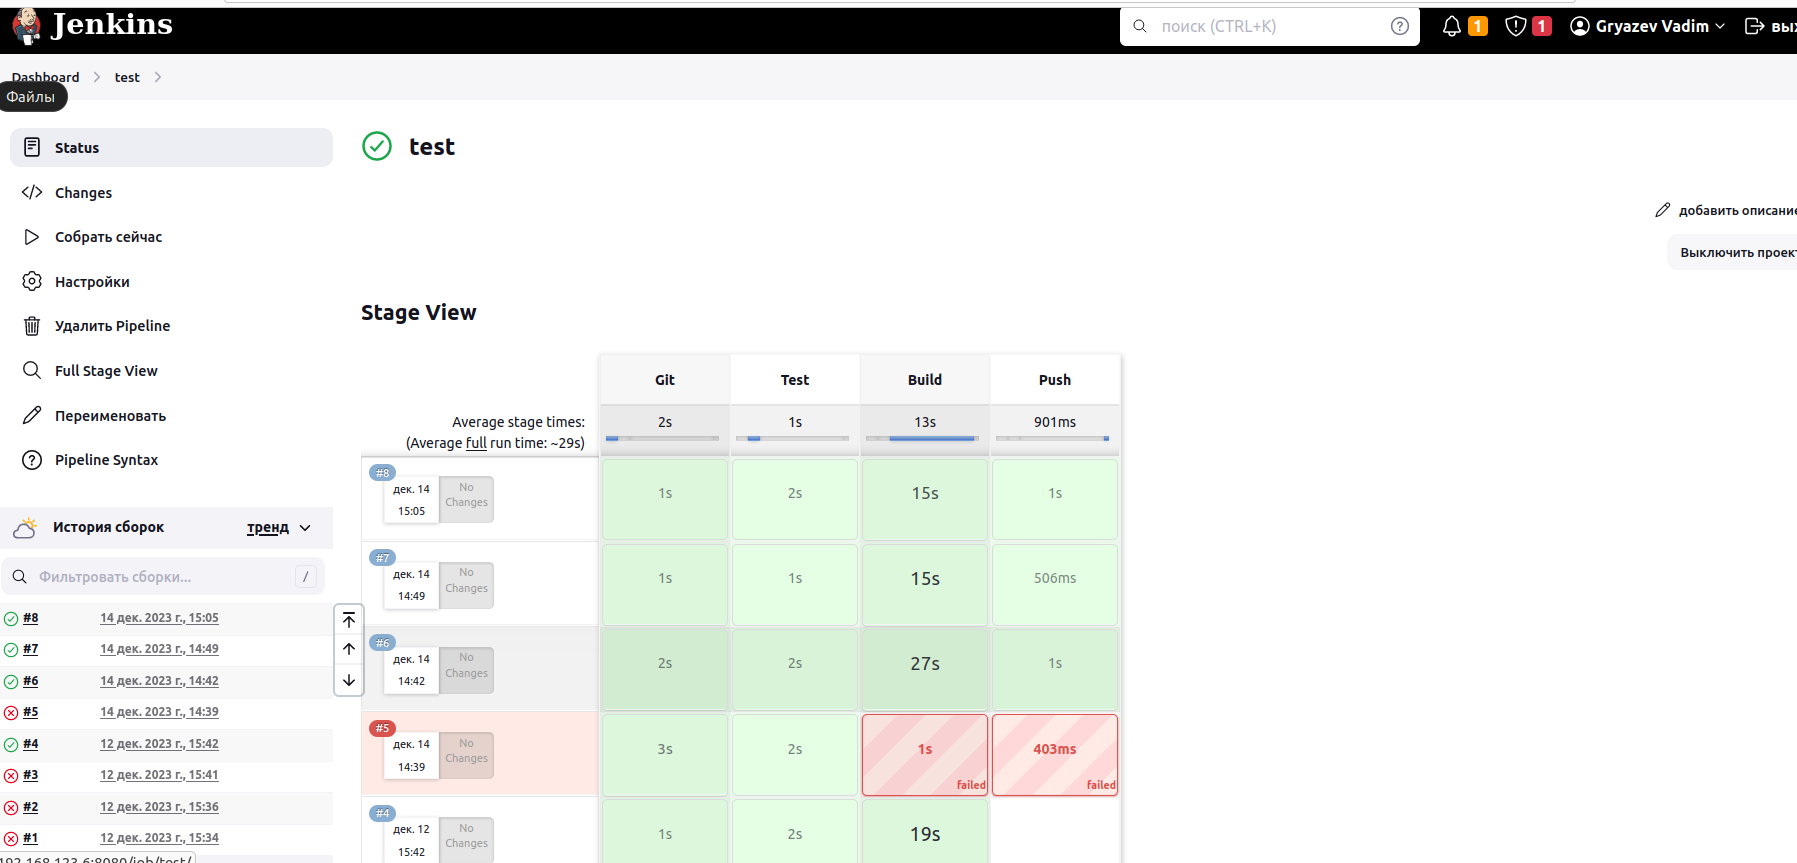 Jenkins
поиск (CTRL+K)
1
1
Gryazev Vadim
вы
Dashboard
test
Файлы
Status
Changes
Собрать сейчас
Настройки
Удалить Pipeline
Full Stage View
Переименовать
Pipeline Syntax
История сборок
тренд
Фильтровать сборки...
/
#8 14 дек. 2023 г., 15:05
#7 14 дек. 2023 г., 14:49
#6 14 дек. 2023 г., 14:42
#5 14 дек. 2023 г., 14:39
#4 12 дек. 2023 г., 15:42
#3 12 дек. 2023 г., 15:41
#2 12 дек. 2023 г., 15:36
#1 12 дек. 2023 г., 15:34
192.168.123.6:8080/job/test/
test
добавить описание
Выключить проект
Stage View
Git Test Build Push
Average stage times:
(Average full run time: ~29s)
2s 1s 13s 901ms
#8
дек. 14
15:05
No
Changes
1s 2s 15s 1s
#7
дек. 14
14:49
No
Changes
1s 1s 15s 506ms
#6
дек. 14
14:42
No
Changes
2s 2s 27s 1s
#5
дек. 14
14:39
No
Changes
3s 2s 1s 403ms
failed failed
#4
дек. 12
15:42
No
Changes
1s 2s 19s